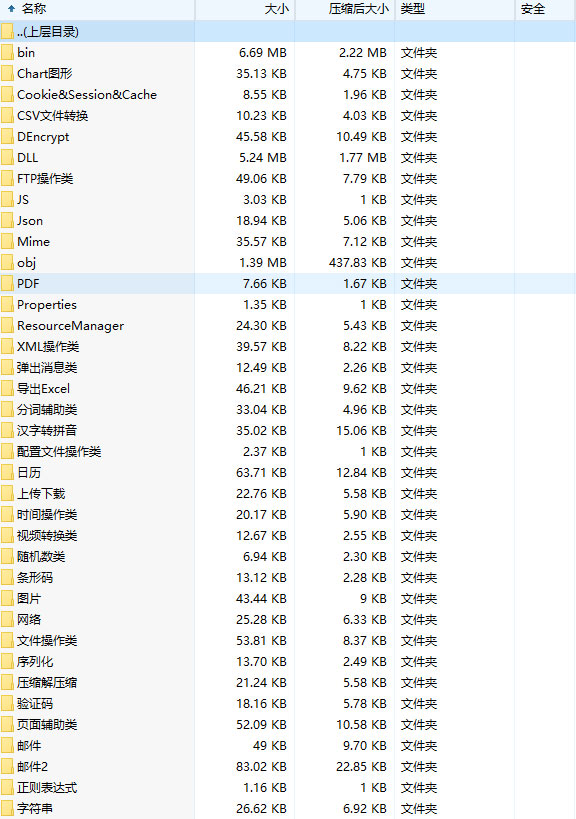 名称 大小 压缩后大小 类型 安全
..(上层目录)
bin 6.69 MB 2.22 MB 文件夹
Chart图形 35.13 KB 4.75 KB 文件夹
Cookie&Session&Cache 8.55 KB 1.96 KB 文件夹
CSV文件转换 10.23 KB 4.03 KB 文件夹
DEncrypt 45.58 KB 10.49 KB 文件夹
DLL 5.24 MB 1.77 MB 文件夹
FTP操作类 49.06 KB 7.79 KB 文件夹
JS 3.03 KB 1 KB 文件夹
Json 18.94 KB 5.06 KB 文件夹
Mime 35.57 KB 7.12 KB 文件夹
obj 1.39 MB 437.83 KB 文件夹
PDF 7.66 KB 1.67 KB 文件夹
Properties 1.35 KB 1 KB 文件夹
ResourceManager 24.30 KB 5.43 KB 文件夹
XML操作类 39.57 KB 8.22 KB 文件夹
弹出消息类 12.49 KB 2.26 KB 文件夹
导出Excel 46.21 KB 9.62 KB 文件夹
分词辅助类 33.04 KB 4.96 KB 文件夹
汉字转拼音 35.02 KB 15.06 KB 文件夹
配置文件操作类 2.37 KB 1 KB 文件夹
日历 63.71 KB 12.84 KB 文件夹
上传下载 22.76 KB 5.58 KB 文件夹
时间操作类 20.17 KB 5.90 KB 文件夹
视频转换类 12.67 KB 2.55 KB 文件夹
随机数类 6.94 KB 2.30 KB 文件夹
条形码 13.12 KB 2.28 KB 文件夹
图片 43.44 KB 9 KB 文件夹
网络 25.28 KB 6.33 KB 文件夹
文件操作类 53.81 KB 8.37 KB 文件夹
序列化 13.70 KB 2.49 KB 文件夹
压缩解压缩 21.24 KB 5.58 KB 文件夹
验证码 18.16 KB 5.78 KB 文件夹
页面辅助类 52.09 KB 10.58 KB 文件夹
邮件 49 KB 9.70 KB 文件夹
邮件2 83.02 KB 22.85 KB 文件夹
正则表达式 1.16 KB 1 KB 文件夹
字符串 26.62 KB 6.92 KB 文件夹